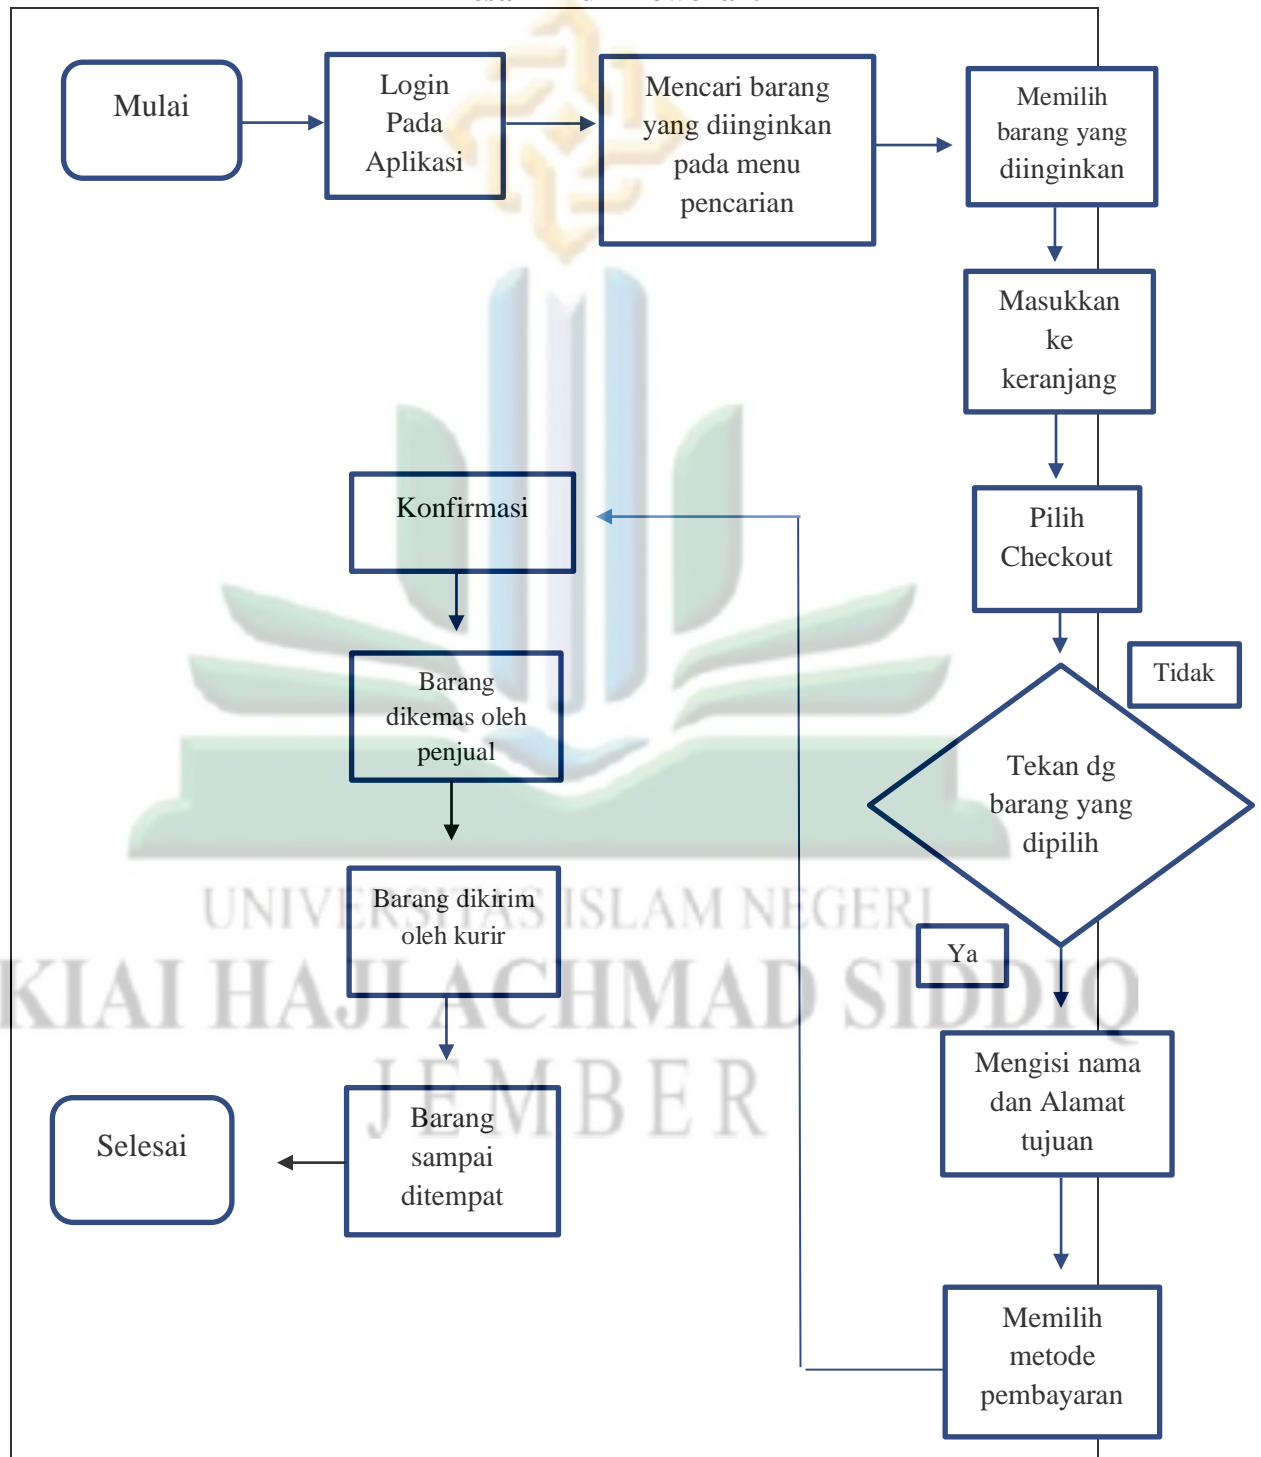 Mulai
Login
Pada
Aplikasi
Mencari barang
yang diinginkan
pada menu
pencarian
Memilih
barang yang
diinginkan
Masukkan
ke
keranjang
Pilih
Checkout
Tidak
Tekan dg
barang yang
dipilih
Ya
Mengisi nama
dan Alamat
tujuan
Memilih
metode
pembayaran
Konfirmasi
Barang
dikemas oleh
penjual
Barang dikirim
oleh kurir
Barang
sampai
ditempat
Selesai
UNIVERSITAS ISLAM NEGERI
KIAI HAJI ACHMAD SIDDIQ
JEMBER